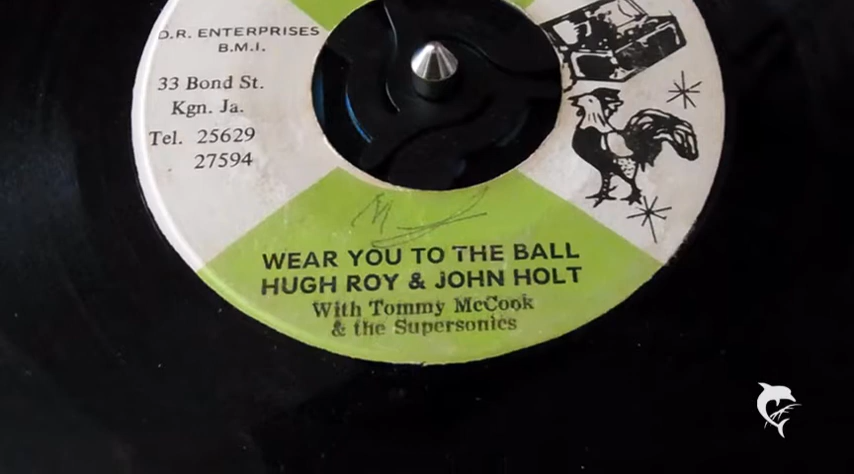 D.R. ENTERPRISES
B.M.I.
33 Bond St.
Kgn. Ja.
Tel. 25629
27594
WEAR YOU TO THE BALL
HUGH ROY & JOHN HOLT
With Tommy McCook
& the Supersonics